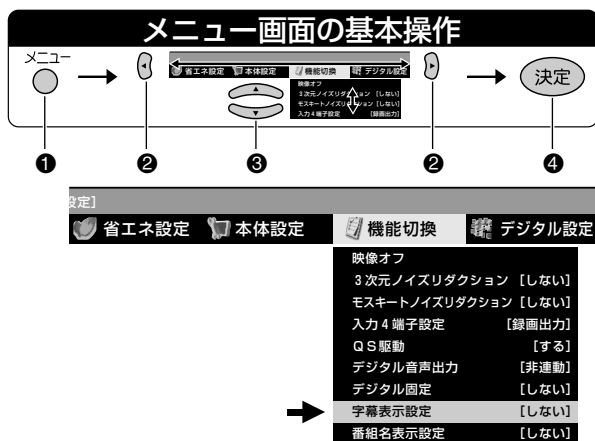 メニュー画面の基本操作
メニュー
省エネ設定 本体設定 機能切換 デジタル設定
映像オフ
3次元ノイズリダクション [しない]
モスキートノイズリダクション [しない]
入力4端子設定 [録画出力]
決定
❶ ❷ ❸ ❷ ❹
設定]
省エネ設定 本体設定 機能切換 デジタル設定
映像オフ
3次元ノイズリダクション [しない]
モスキートノイズリダクション [しない]
入力4端子設定 [録画出力]
QS駆動 [する]
デジタル音声出力 [非連動]
デジタル固定 [しない]
字幕表示設定 [しない]
番組名表示設定 [しない]